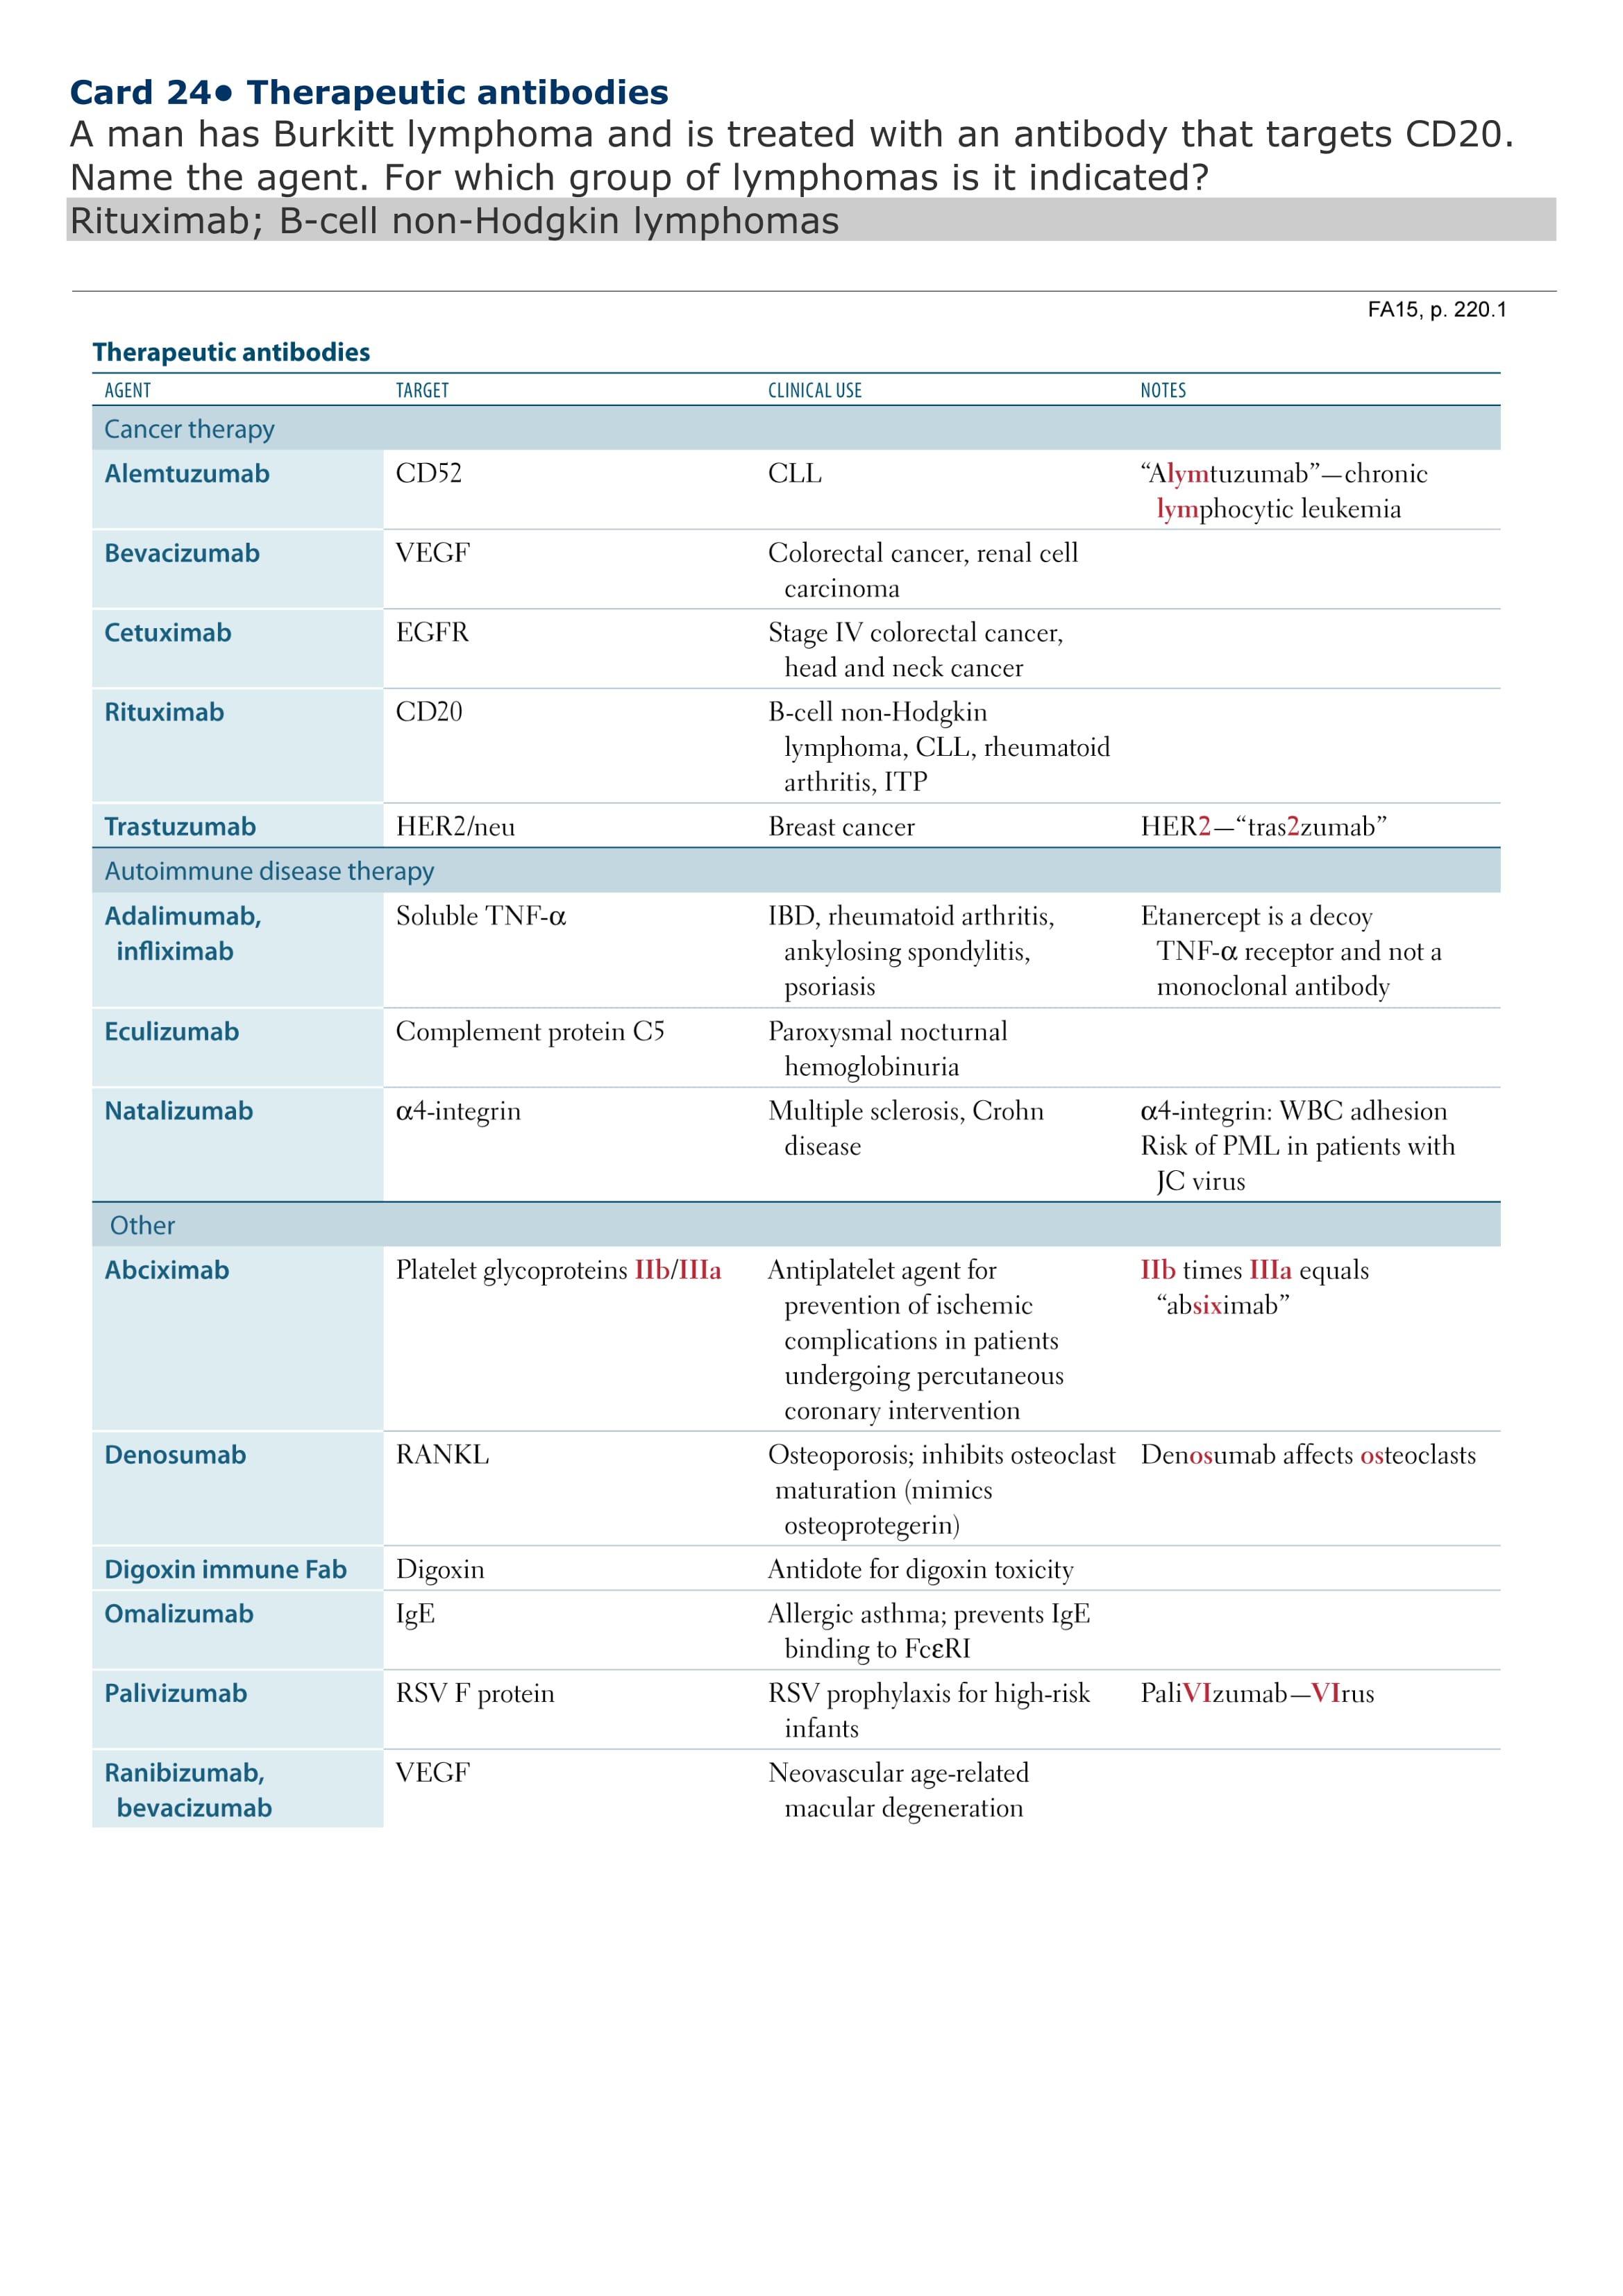 Card 24● Therapeutic antibodies
A man has Burkitt lymphoma and is treated with an antibody that targets CD20.
Name the agent. For which group of lymphomas is it indicated?
Rituximab; B-cell non-Hodgkin lymphomas
FA15, p. 220.1
Therapeutic antibodies
AGENT TARGET CLINICAL USE NOTES
Cancer therapy
Alemtuzumab CD52 CLL “Alymtuzumab”—chronic
lymphocytic leukemia
Bevacizumab VEGF Colorectal cancer, renal cell
carcinoma
Cetuximab EGFR Stage IV colorectal cancer,
head and neck cancer
Rituximab CD20 B-cell non-Hodgkin
lymphoma, CLL, rheumatoid
arthritis, ITP
Trastuzumab HER2/neu Breast cancer HER2—“tras2zumab”
Autoimmune disease therapy
Adalimumab, Soluble TNF-α IBD, rheumatoid arthritis, Etanercept is a decoy
infliximab ankylosing spondylitis, TNF-α receptor and not a
psoriasis monoclonal antibody
Eculizumab Complement protein C5 Paroxysmal nocturnal
hemoglobinuria
Natalizumab α4-integrin Multiple sclerosis, Crohn α4-integrin: WBC adhesion
disease Risk of PML in patients with
JC virus
Other
Abciximab Platelet glycoproteins IIb/IIIa Antiplatelet agent for IIb times IIIa equals
prevention of ischemic “absiximab”
complications in patients
undergoing percutaneous
coronary intervention
Denosumab RANKL Osteoporosis; inhibits osteoclast Denosumab affects osteoclasts
maturation (mimics
osteoprotegerin)
Digoxin immune Fab Digoxin Antidote for digoxin toxicity
Omalizumab IgE Allergic asthma; prevents IgE
binding to FcεRI
Palivizumab RSV F protein RSV prophylaxis for high-risk PaliVIzumab—VIrus
infants
Ranibizumab, VEGF Neovascular age-related
bevacizumab macular degeneration